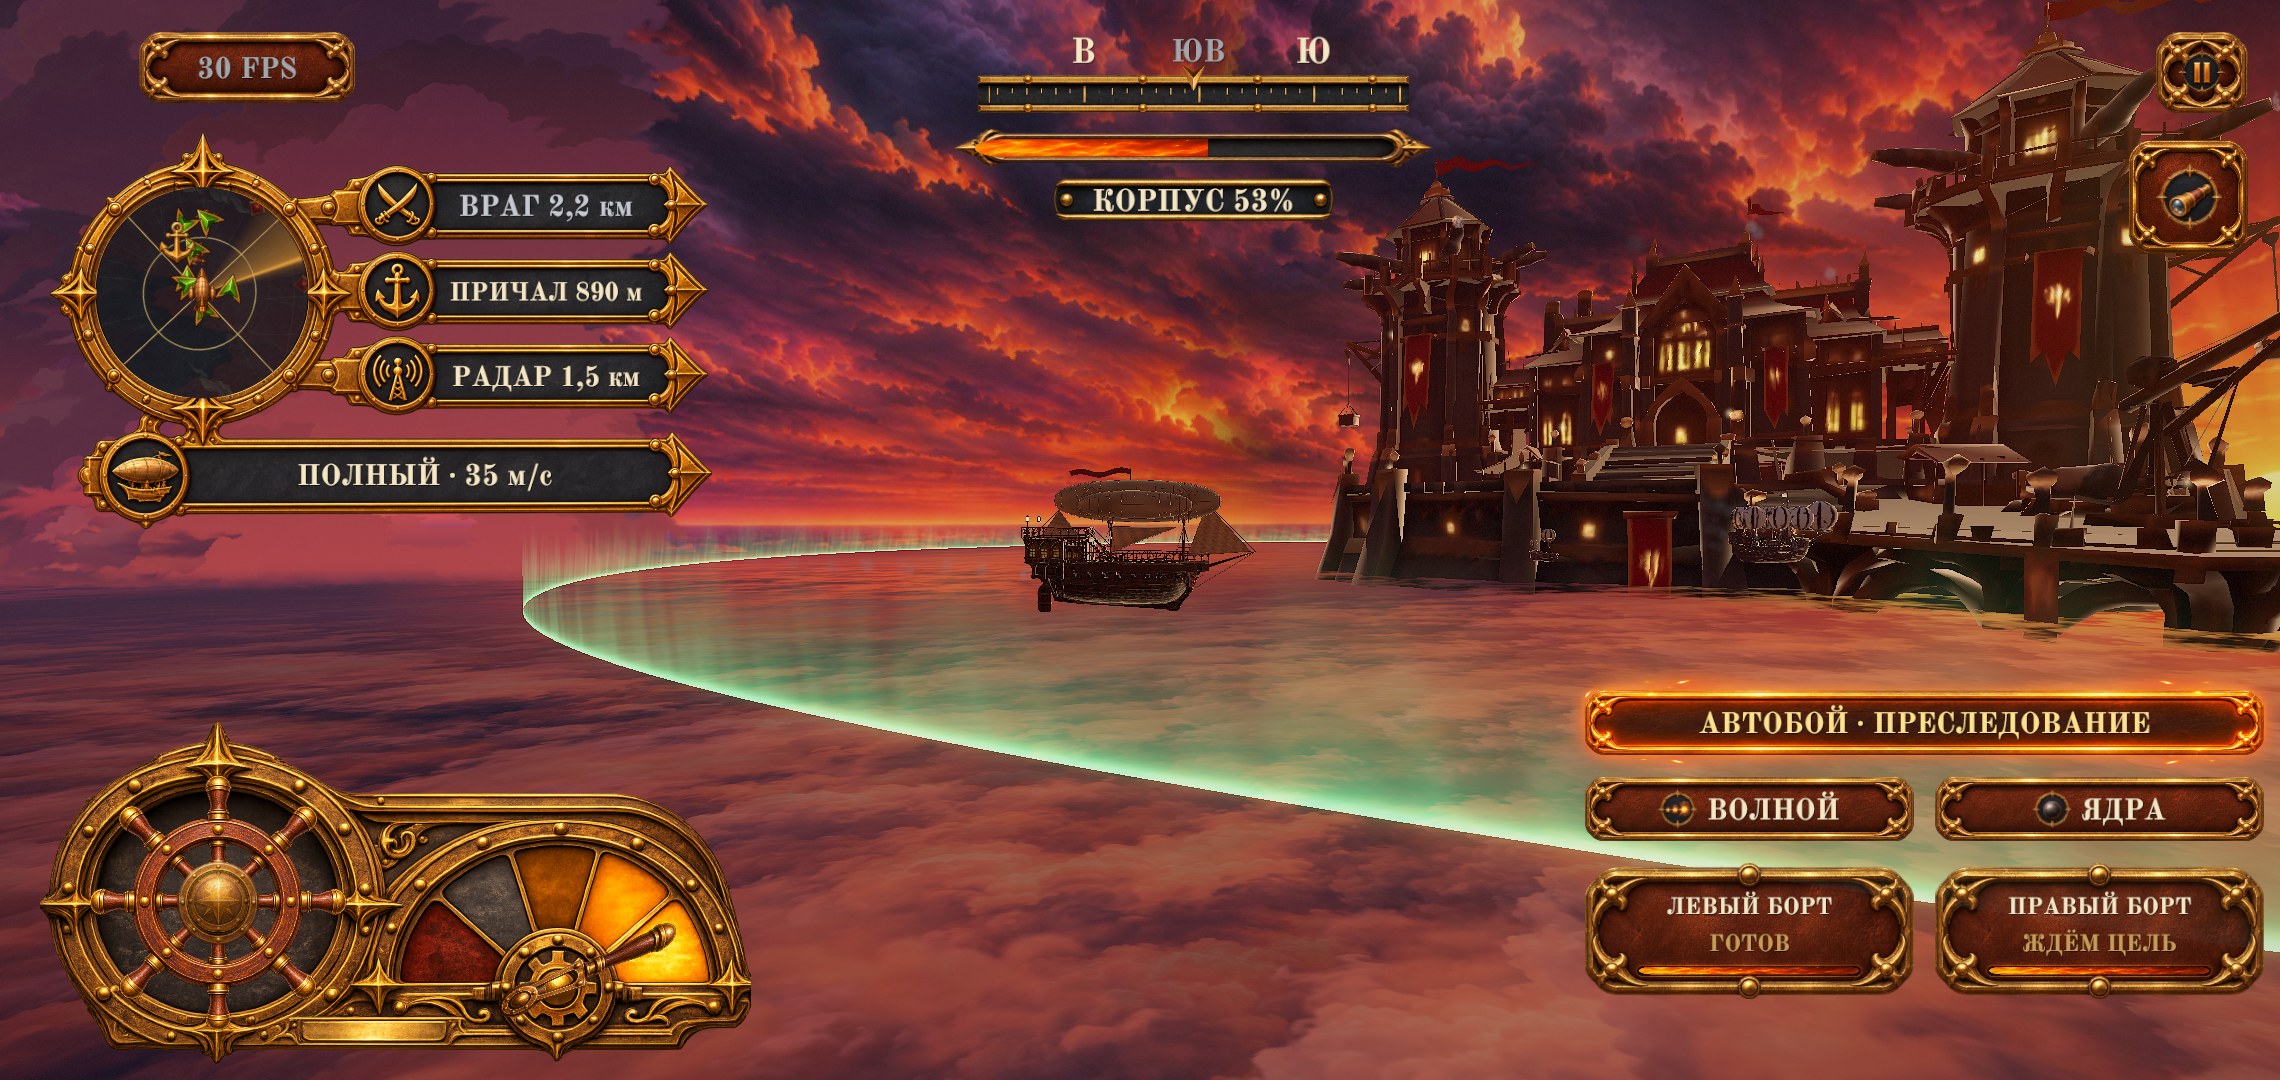 30 FPS
В ЮВ Ю
КОРПУС 53%
ВРАГ 2,2 км
ПРИЧАЛ 890 м
РАДАР 1,5 км
ПОЛНЫЙ · 35 м/с
АВТОБОЙ · ПРЕСЛЕДОВАНИЕ
ВОЛНОЙ
ЯДРА
ЛЕВЫЙ БОРТ
ГОТОВ
ПРАВЫЙ БОРТ
ЖДЁМ ЦЕЛЬ